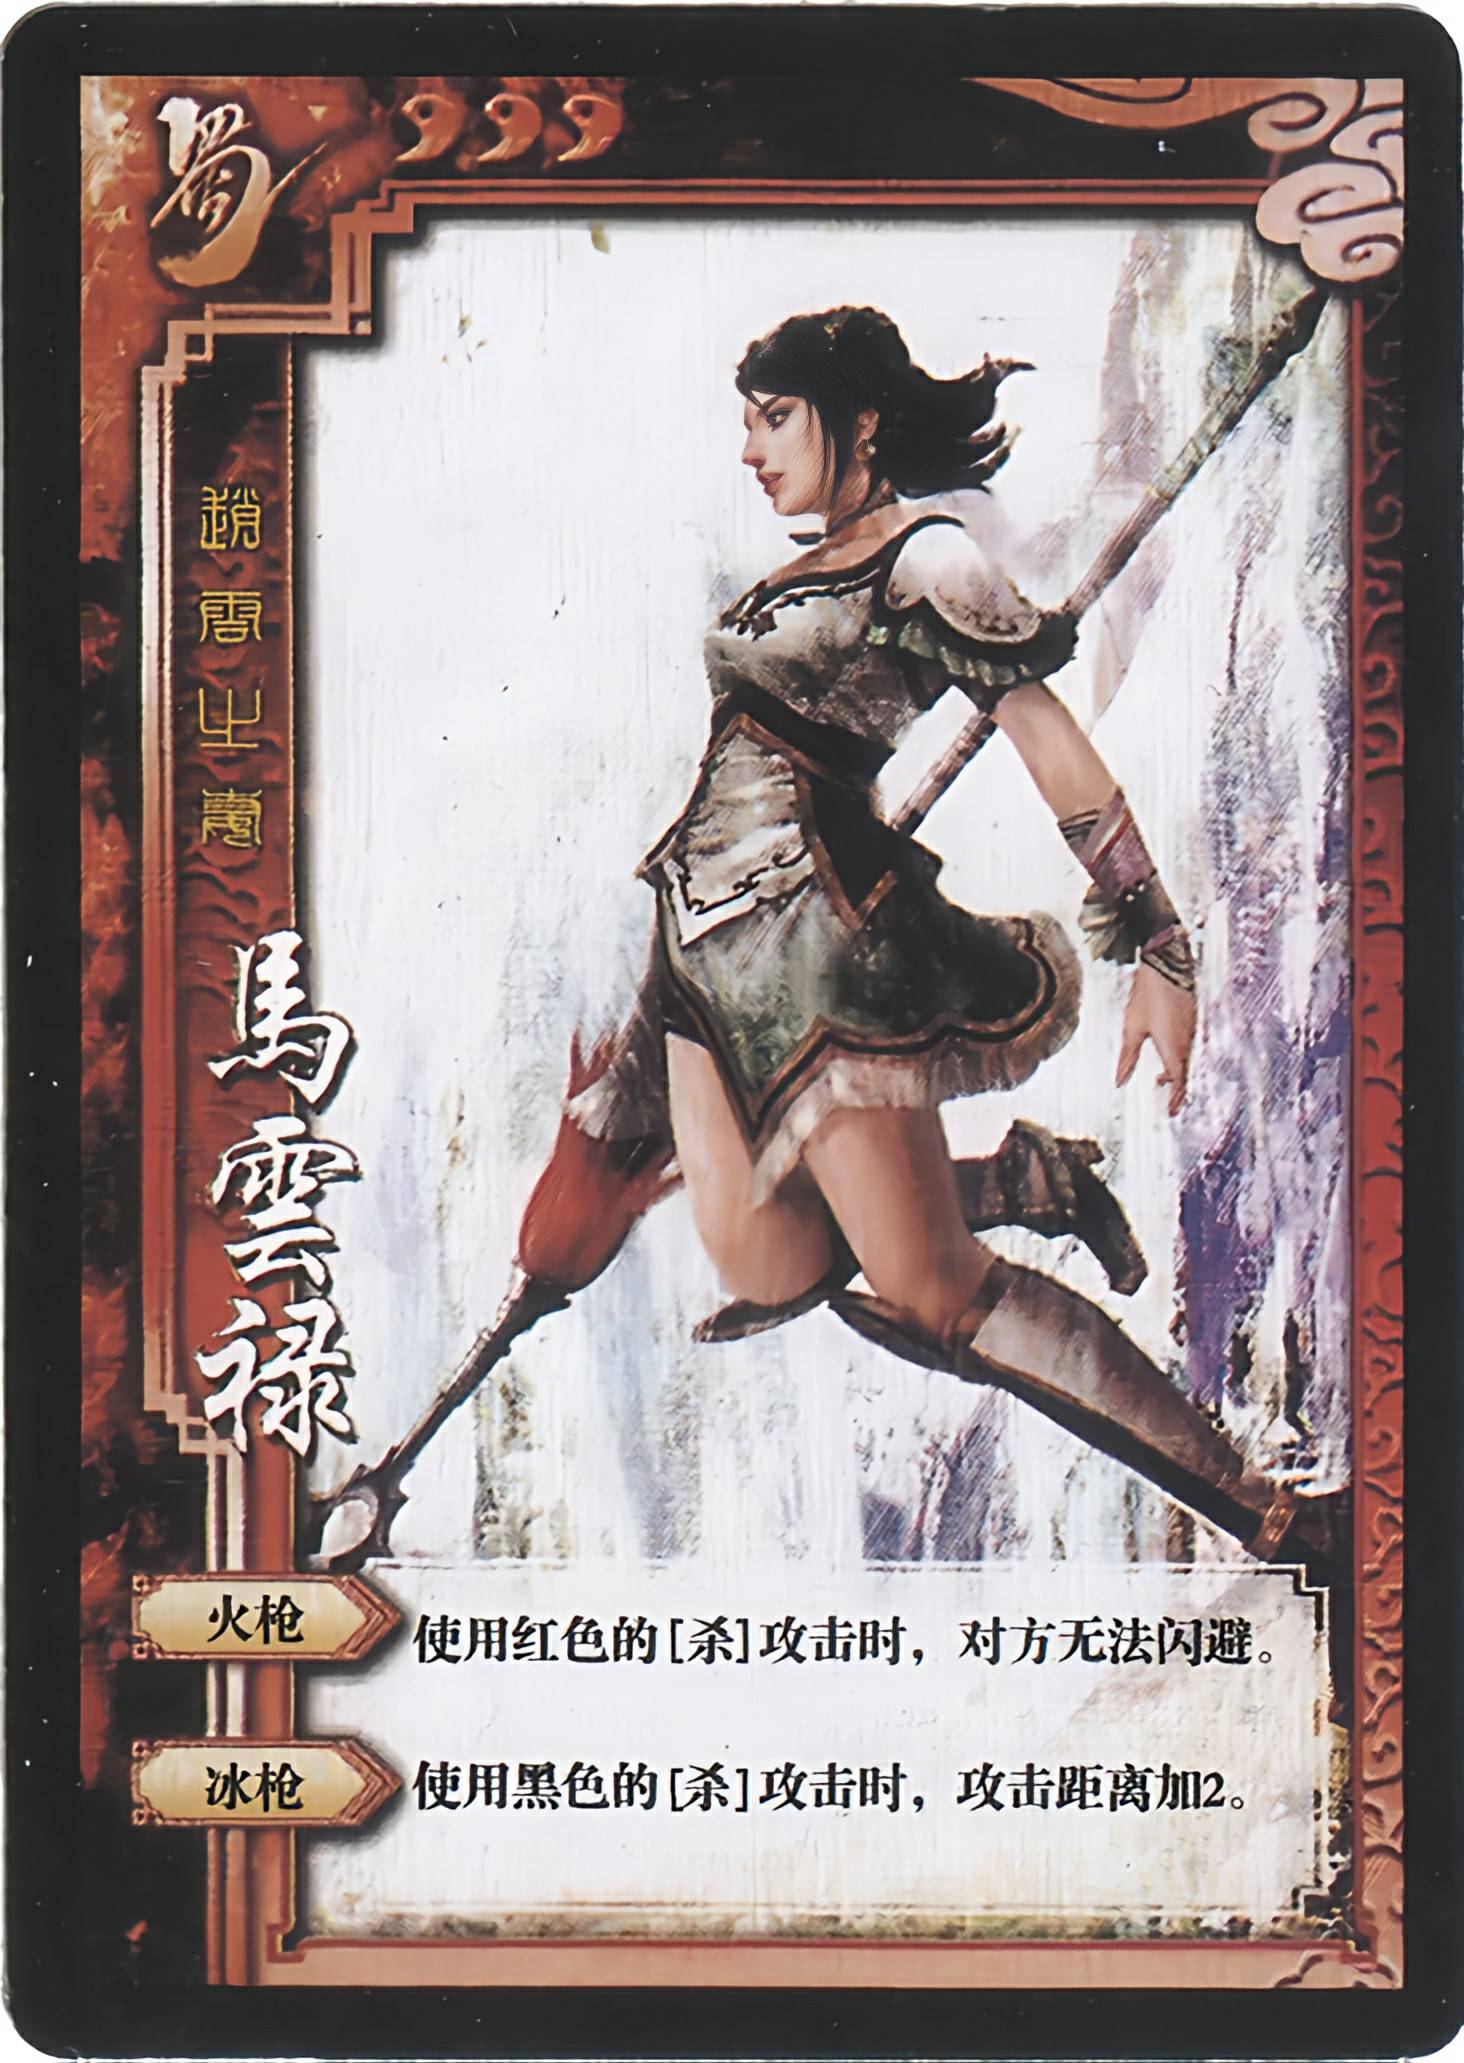 蜀
趙雲之妻
馬雲禄
火枪
使用红色的[杀]攻击时，对方无法闪避。
冰枪
使用黑色的[杀]攻击时，攻击距离加2。